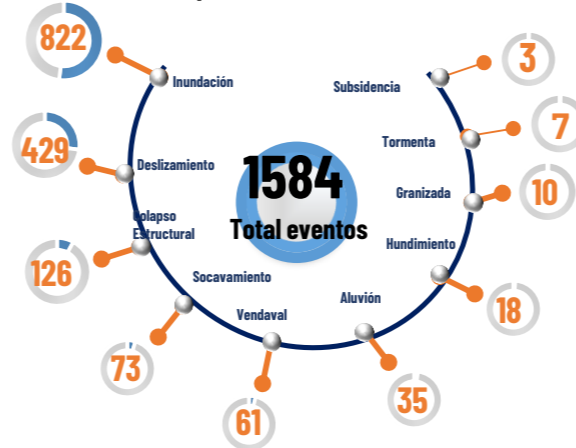 822
Inundación
429
Deslizamiento
126
Colapso
Estructural
73
Socavamiento
61
Vendaval
35
Aluvión
18
Hundimiento
10
Granizada
7
Tormenta
3
Subsidencia
1584
Total eventos